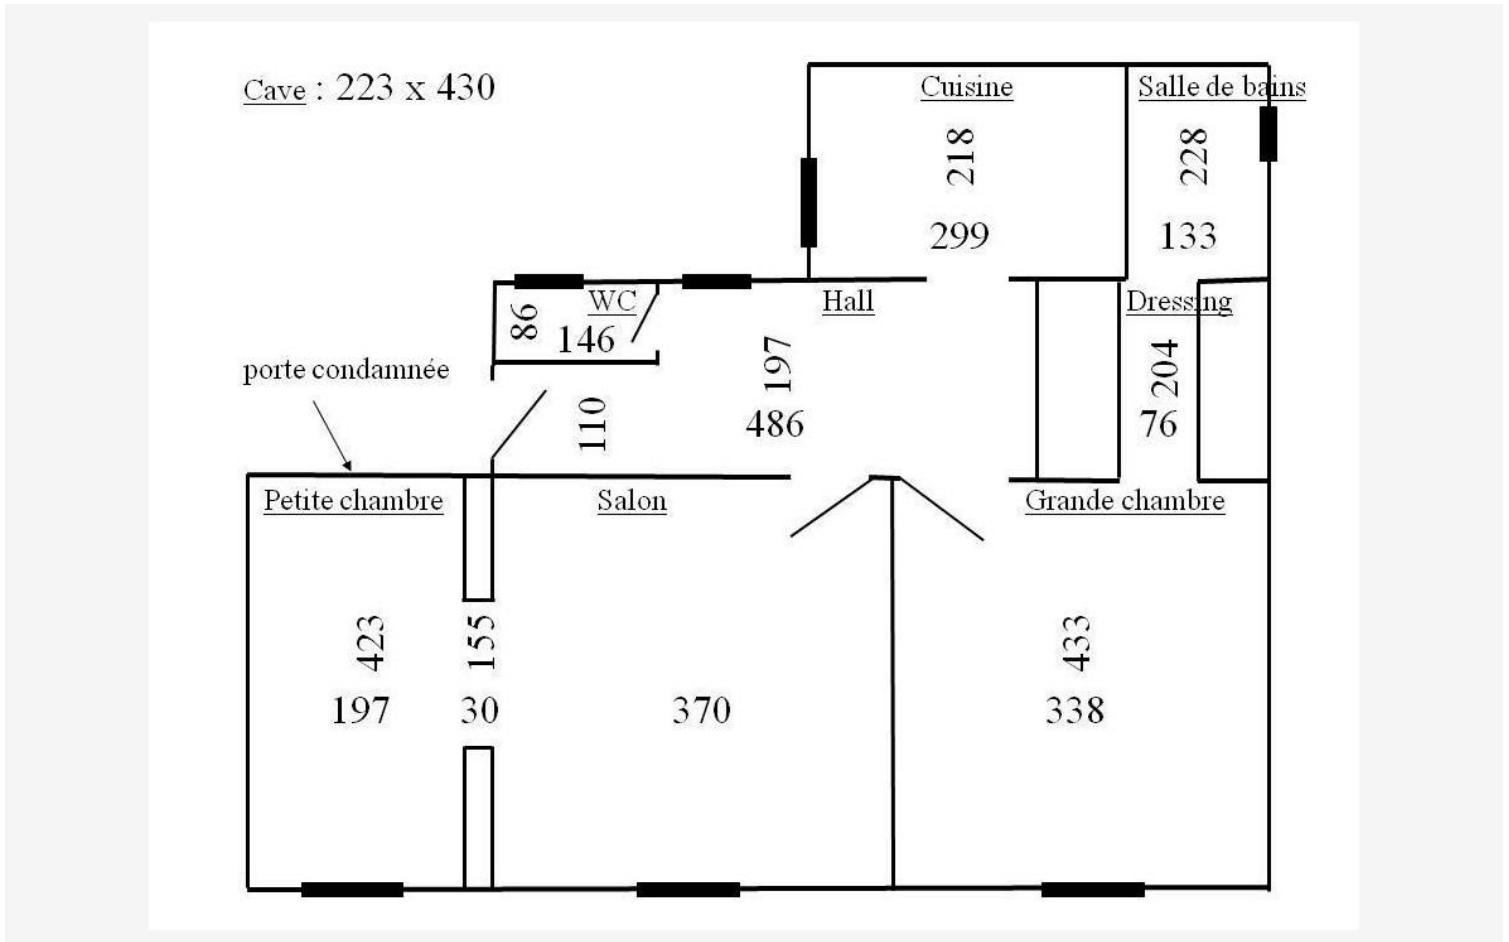 Cave : 223 x 430
Cuisine
Salle de bains
218
228
299
133
WC
Hall
Dressing
86
146
197
204
porte condamnée
110
486
76
Petite chambre
Salon
Grande chambre
423
155
433
197
30
370
338